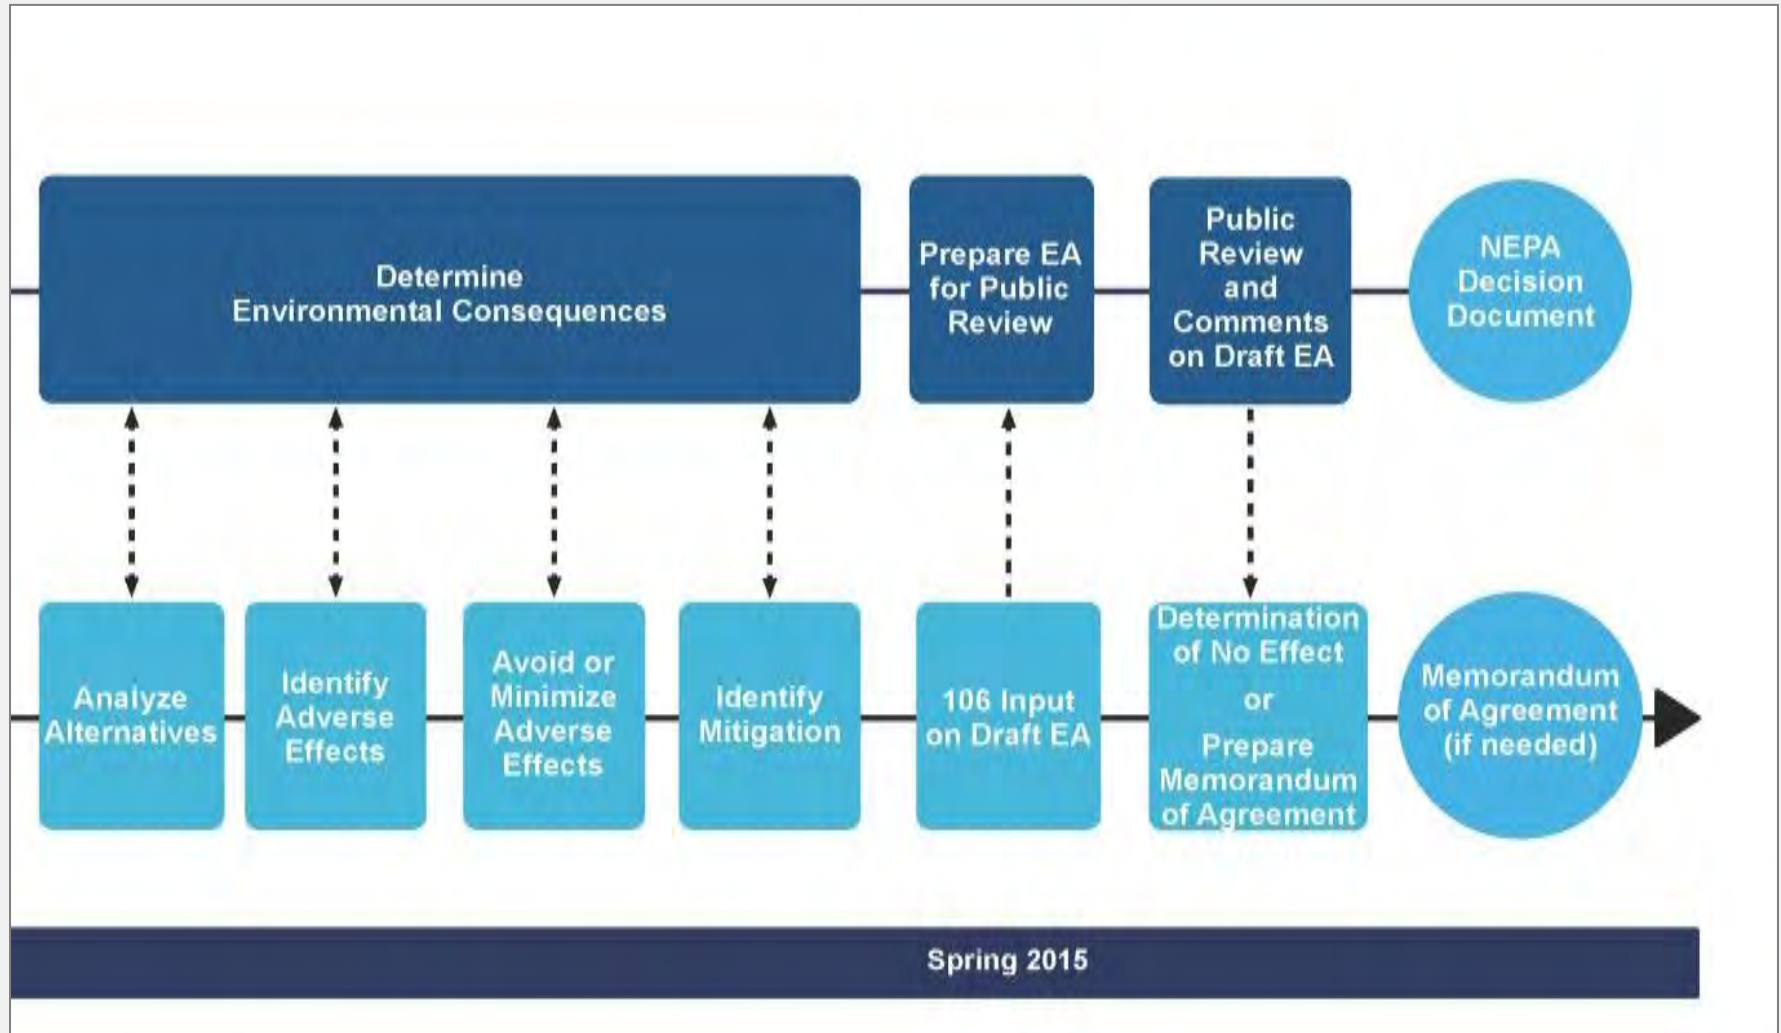 Determine
Environmental Consequences
Prepare EA
for Public
Review
Public
Review
and
Comments
on Draft EA
NEPA
Decision
Document
Analyze
Alternatives
Identify
Adverse
Effects
Avoid or
Minimize
Adverse
Effects
Identify
Mitigation
106 Input
on Draft EA
Determination
of No Effect
or
Prepare
Memorandum
of Agreement
Memorandum
of Agreement
(if needed)
Spring 2015